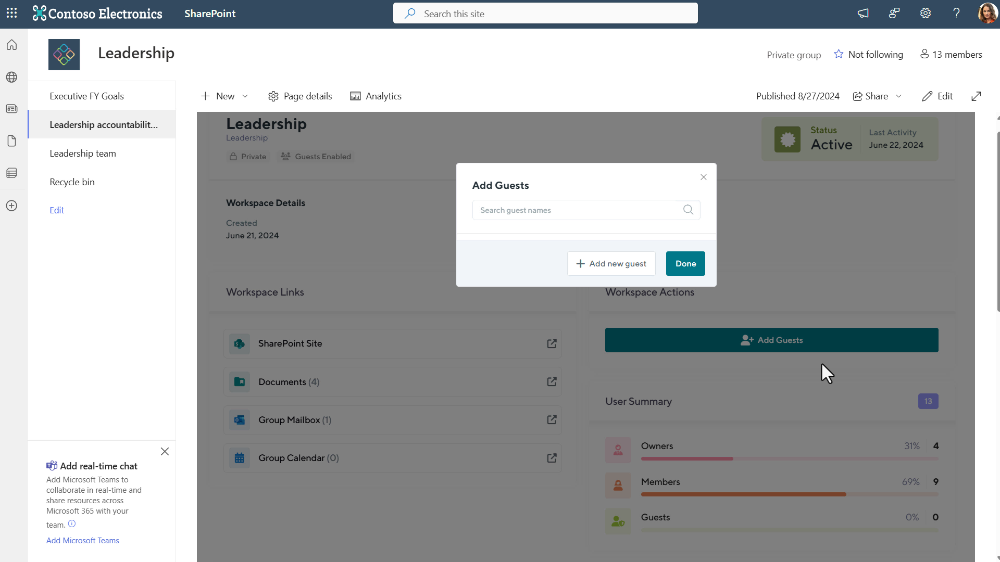 Contoso Electronics
SharePoint
Search this site
Leadership
Private group
Not following
13 members
Executive FY Goals
Leadership accountabilit...
Leadership team
Recycle bin
Edit
New
Page details
Analytics
Published 8/27/2024
Share
Edit
Leadership
Leadership
Private
Guests Enabled
Status
Active
Last Activity
June 22, 2024
Workspace Details
Created
June 21, 2024
Add Guests
Search guest names
Add new guest
Done
Workspace Links
SharePoint Site
Documents (4)
Group Mailbox (1)
Group Calendar (0)
Workspace Actions
Add Guests
User Summary
13
Owners
31%
4
Members
69%
9
Guests
0%
0
Add real-time chat
Add Microsoft Teams to
collaborate in real-time and
share resources across
Microsoft 365 with your
team.
Add Microsoft Teams